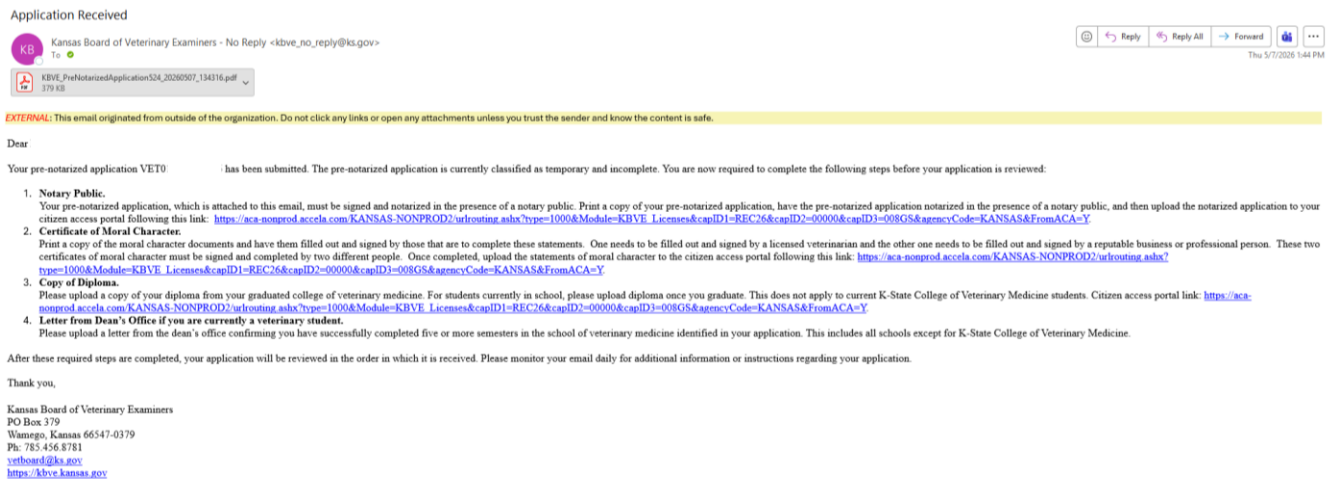 Application Received
KB
Kansas Board of Veterinary Examiners - No Reply <kbve_no_reply@ks.gov>
To
Reply
Reply All
Forward
Thu 5/7/2026 1:44 PM
KBVE_PreNotarizedApplication524_20260507_134316.pdf
379 KB
EXTERNAL: This email originated from outside of the organization. Do not click any links or open any attachments unless you trust the sender and know the content is safe.
Dear
Your pre-notarized application VET0 has been submitted. The pre-notarized application is currently classified as temporary and incomplete. You are now required to complete the following steps before your application is reviewed:
1. Notary Public.
Your pre-notarized application, which is attached to this email, must be signed and notarized in the presence of a notary public. Print a copy of your pre-notarized application, have the pre-notarized application notarized in the presence of a notary public, and then upload the notarized application to your
citizen access portal following this link: https://aca-nonprod.accela.com/KANSAS-NONPROD2/urlrouting.ashx?type=1000&Module=KBVE_Licenses&capID1=REC26&capID2=00000&capID3=008GS&agencyCode=KANSAS&FromACA=Y.
2. Certificate of Moral Character.
Print a copy of the moral character documents and have them filled out and signed by those that are to complete these statements. One needs to be filled out and signed by a licensed veterinarian and the other one needs to be filled out and signed by a reputable business or professional person. These two
certificates of moral character must be signed and completed by two different people. Once completed, upload the statements of moral character to the citizen access portal following this link: https://aca-nonprod.accela.com/KANSAS-NONPROD2/urlrouting.ashx?
type=1000&Module=KBVE_Licenses&capID1=REC26&capID2=00000&capID3=008GS&agencyCode=KANSAS&FromACA=Y.
3. Copy of Diploma.
Please upload a copy of your diploma from your graduated college of veterinary medicine. For students currently in school, please upload diploma once you graduate. This does not apply to current K-State College of Veterinary Medicine students. Citizen access portal link: https://aca-
nonprod.accela.com/KANSAS-NONPROD2/urlrouting.ashx?type=1000&Module=KBVE_Licenses&capID1=REC26&capID2=00000&capID3=008GS&agencyCode=KANSAS&FromACA=Y.
4. Letter from Dean's Office if you are currently a veterinary student.
Please upload a letter from the dean's office confirming you have successfully completed five or more semesters in the school of veterinary medicine identified in your application. This includes all schools except for K-State College of Veterinary Medicine.
After these required steps are completed, your application will be reviewed in the order in which it is received. Please monitor your email daily for additional information or instructions regarding your application.
Thank you,
Kansas Board of Veterinary Examiners
PO Box 379
Wamego, Kansas 66547-0379
Ph: 785.456.8781
vetboard@ks.gov
https://kbve.kansas.gov